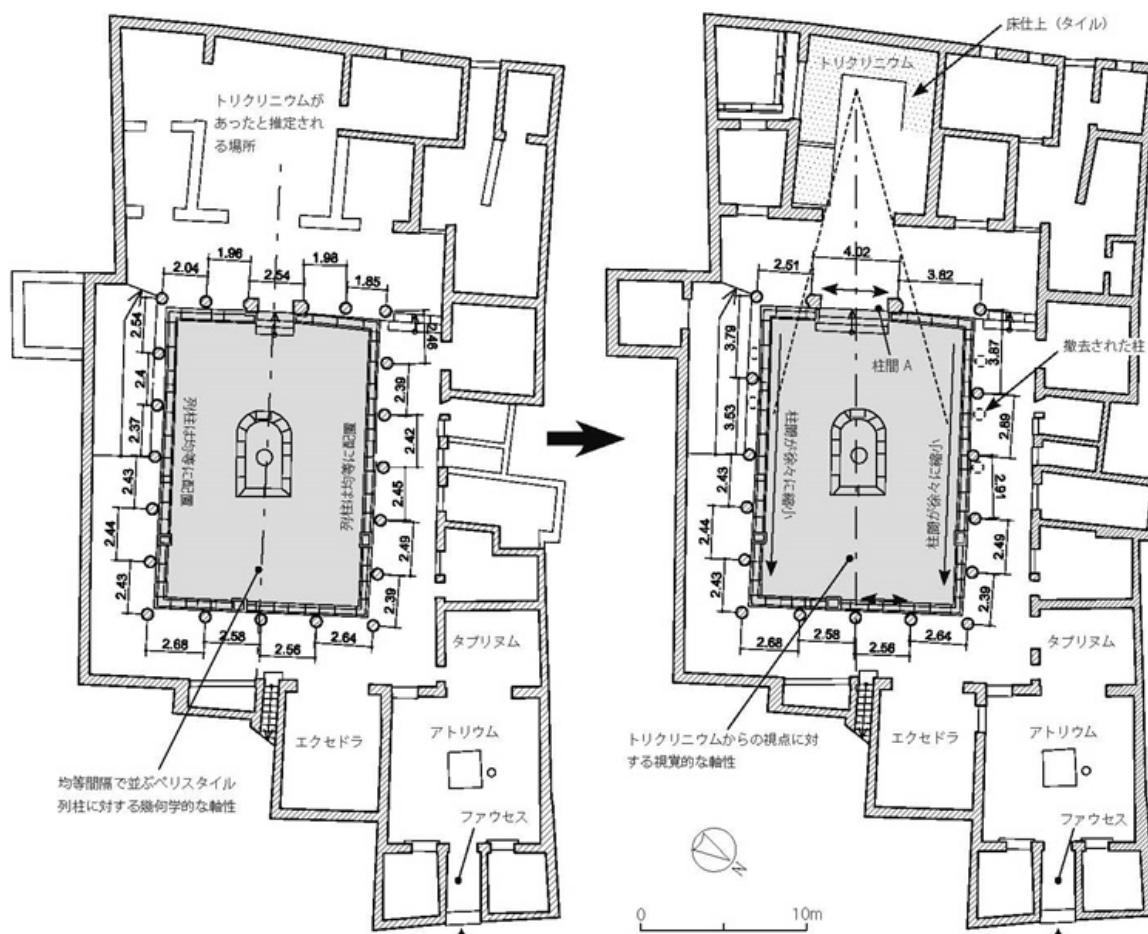 トリクリニウムが
あったと推定され
る場所
2.04
1.96
2.54
1.98
1.85
2.54
2.4
2.37
2.43
2.44
2.43
2.46
2.39
2.42
2.45
2.49
2.39
2.68
2.58
2.56
2.64
列柱は均等に配置
列柱は均等に配置
タブリヌム
エクセドラ
アトリウム
ファウセス
均等間隔で並ぶペリスタイル
列柱に対する幾何学的な軸性
床仕上（タイル）
トリクリニウム
2.51
4.02
3.82
柱間 A
撤去された柱
3.79
3.53
2.43
2.44
2.43
3.87
2.89
2.91
2.49
2.39
2.68
2.58
2.56
2.64
柱間が徐々に縮小
柱間が徐々に縮小
タブリヌム
トリクリニウムからの視点に対
する視覚的な軸性
エクセドラ
アトリウム
ファウセス
N
0
10m